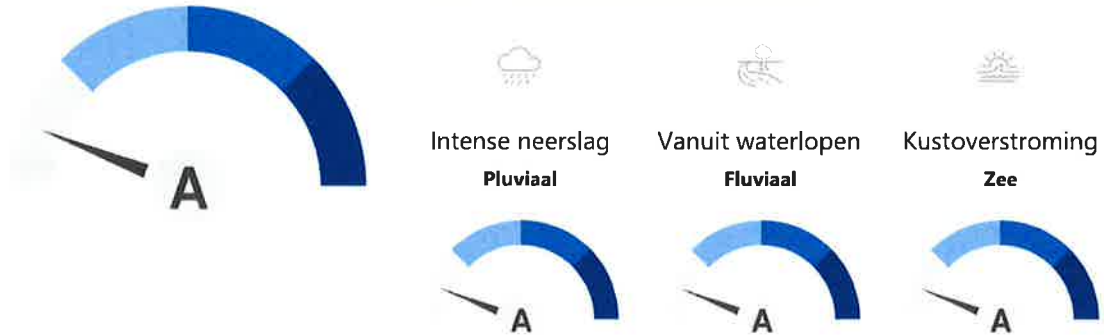 A
Intense neerslag
Pluviaal
A
Vanuit waterlopen
Fluviaal
A
Kustoverstroming
Zee
A